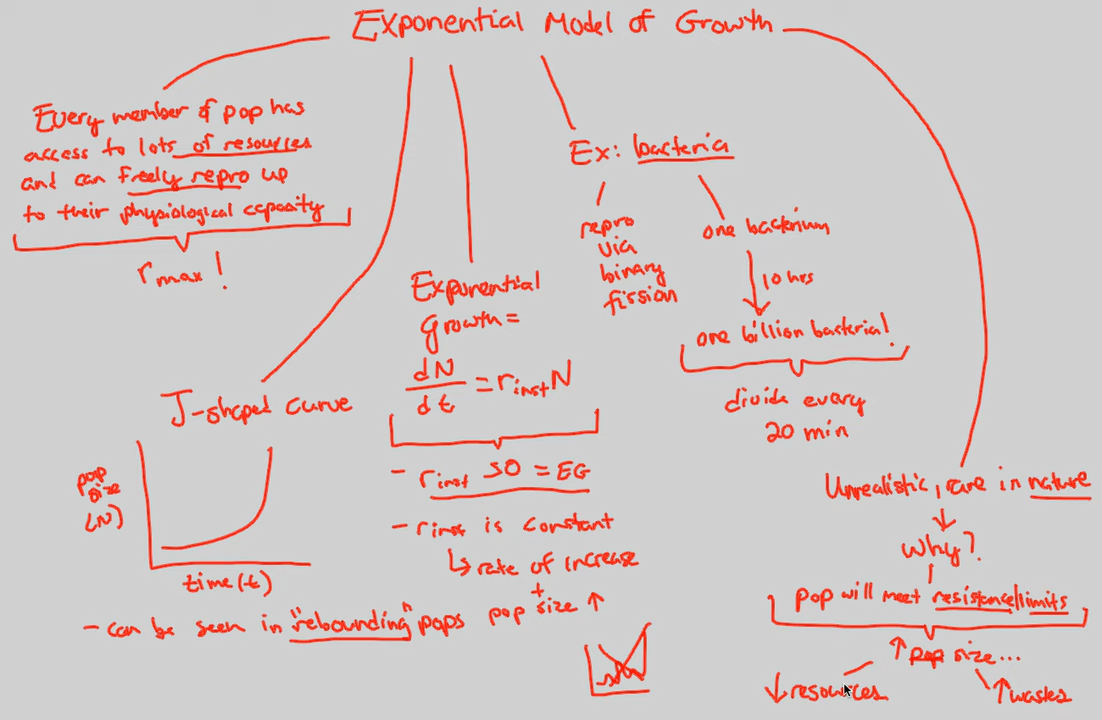 Exponential Model of Growth
Every member of pop has
access to lots of resources
and can freely repro up
to their physiological capacity
rmax!
J-shaped curve
pop
size
(N)
time (t)
- can be seen in "rebounding" pops
Exponential
growth =
dN
dt
= rinst N
- rinst >0 = EG
- rinst is constant
↳ rate of increase
+
pop size ↑
Ex: bacteria
repro
via
binary
fission
one bacterium
10 hrs
one billion bacteria!
divide every
20 min
Unrealistic, rare in nature
why?
pop will meet resistance/limits
↑ pop size...
↓ resources
↑ wastes